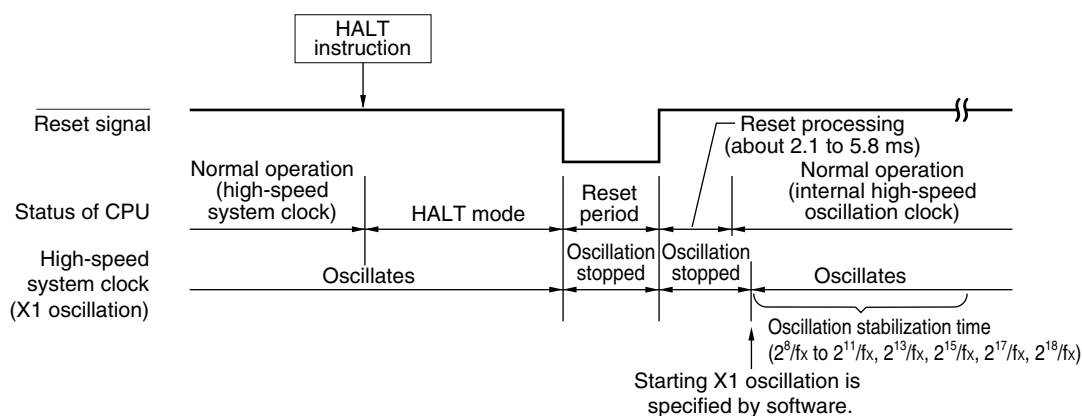 HALT
instruction
Reset signal
Reset processing
(about 2.1 to 5.8 ms)
Normal operation
(high-speed
system clock)
Status of CPU
HALT mode
Reset
period
Normal operation
(internal high-speed
oscillation clock)
High-speed
system clock
(X1 oscillation)
Oscillates
Oscillation
stopped
Oscillation
stopped
Oscillates
Oscillation stabilization time
(2⁸/fx to 2¹¹/fx, 2¹³/fx, 2¹⁵/fx, 2¹⁷/fx, 2¹⁸/fx)
Starting X1 oscillation is
specified by software.